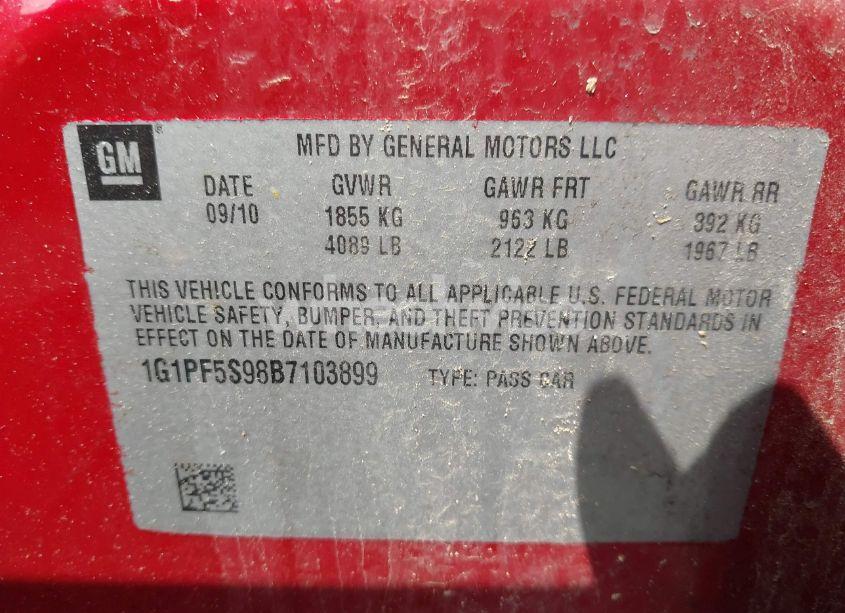 GM
MFD BY GENERAL MOTORS LLC
DATE GVWR GAWR FRT GAWR RR
09/10 1855 KG 963 KG 392 KG
4089 LB 2122 LB 1967 LB
THIS VEHICLE CONFORMS TO ALL APPLICABLE U.S. FEDERAL MOTOR
VEHICLE SAFETY, BUMPER, AND THEFT PREVENTION STANDARDS IN
EFFECT ON THE DATE OF MANUFACTURE SHOWN ABOVE.
1G1PF5S98B7103899 TYPE: PASS CAR